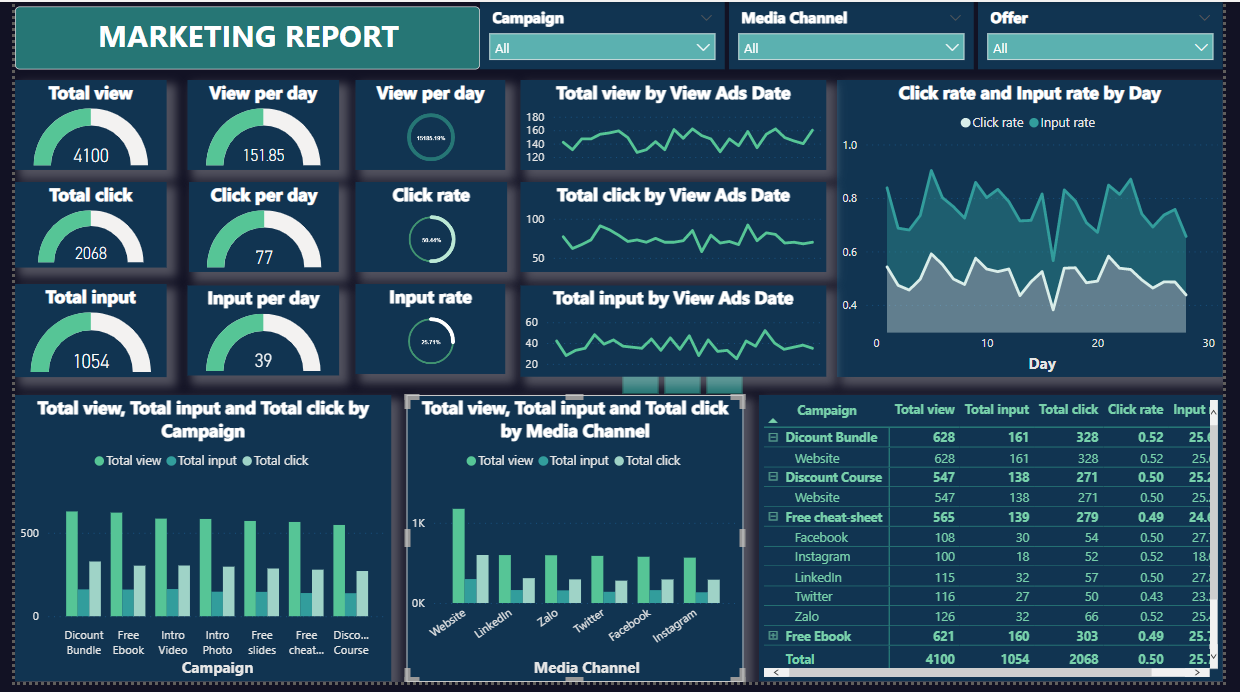 MARKETING REPORT
Campaign
All
Media Channel
All
Offer
All
Total view
4100
View per day
151.85
View per day
15185.19%
Total view by View Ads Date
180
160
140
120
Total click
2068
Click per day
77
Click rate
50.44%
Total click by View Ads Date
100
50
Total input
1054
Input per day
39
Input rate
25.71%
Total input by View Ads Date
60
40
20
Click rate and Input rate by Day
Click rate Input rate
1.0
0.8
0.6
0.4
0 10 20 30
Day
Total view, Total input and Total click by
Campaign
Total view Total input Total click
500
0
Dicount Bundle
Free Ebook
Intro Video
Intro Photo
Free slides
Free cheat...
Disco... Course
Campaign
Total view, Total input and Total click
by Media Channel
Total view Total input Total click
1K
0K
Website
LinkedIn
Zalo
Twitter
Facebook
Instagram
Media Channel
Campaign Total view Total input Total click Click rate Input
Dicount Bundle 628 161 328 0.52 25.
Website 628 161 328 0.52 25.
Discount Course 547 138 271 0.50 25.
Website 547 138 271 0.50 25.
Free cheat-sheet 565 139 279 0.49 24.
Facebook 108 30 54 0.50 27.
Instagram 100 18 52 0.52 18.
LinkedIn 115 32 57 0.50 27.
Twitter 116 27 50 0.43 23.
Zalo 126 32 66 0.52 25.
Free Ebook 621 160 303 0.49 25.
Total 4100 1054 2068 0.50 25.